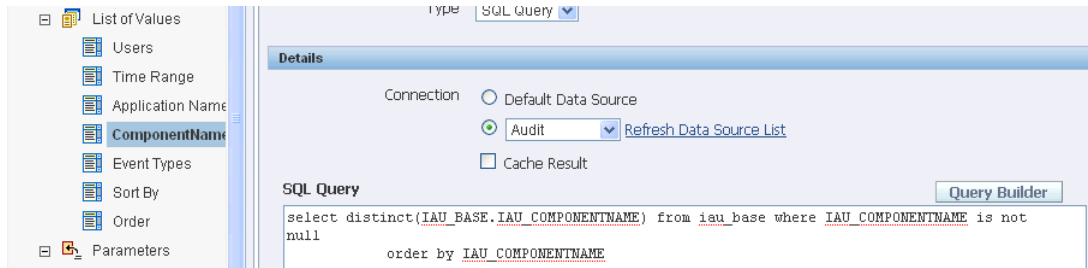 List of Values
Users
Time Range
Application Name
ComponentName
Event Types
Sort By
Order
Parameters
Type SQL Query
Details
Connection Default Data Source
Audit Refresh Data Source List
Cache Result
SQL Query Query Builder
select distinct(IAU_BASE.IAU_COMPONENTNAME) from iau_base where IAU_COMPONENTNAME is not
null
order by IAU_COMPONENTNAME